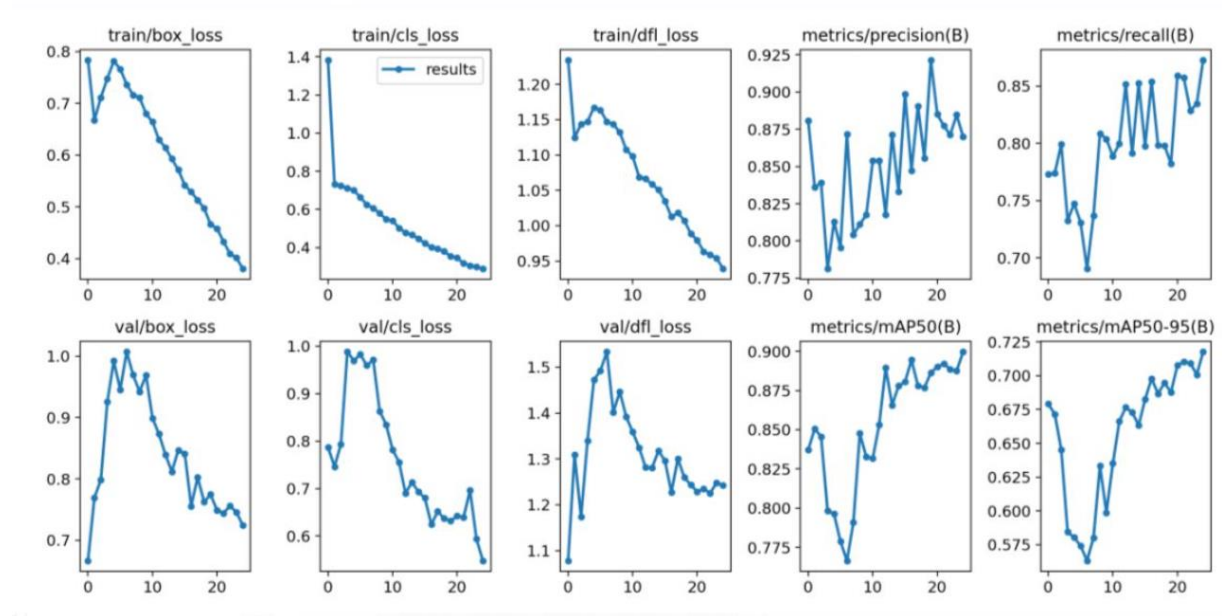 train/box_loss
train/cls_loss
train/dfl_loss
metrics/precision(B)
metrics/recall(B)
0.8
0.7
0.6
0.5
0.4
0 10 20
1.4
1.2
1.0
0.8
0.6
0.4
results
0 10 20
1.20
1.15
1.10
1.05
1.00
0.95
0 10 20
0.925
0.900
0.875
0.850
0.825
0.800
0.775
0 10 20
0.85
0.80
0.75
0.70
0 10 20
val/box_loss
val/cls_loss
val/dfl_loss
metrics/mAP50(B)
metrics/mAP50-95(B)
1.0
0.9
0.8
0.7
0 10 20
1.0
0.9
0.8
0.7
0.6
0 10 20
1.5
1.4
1.3
1.2
1.1
0 10 20
0.900
0.875
0.850
0.825
0.800
0.775
0 10 20
0.725
0.700
0.675
0.650
0.625
0.600
0.575
0 10 20